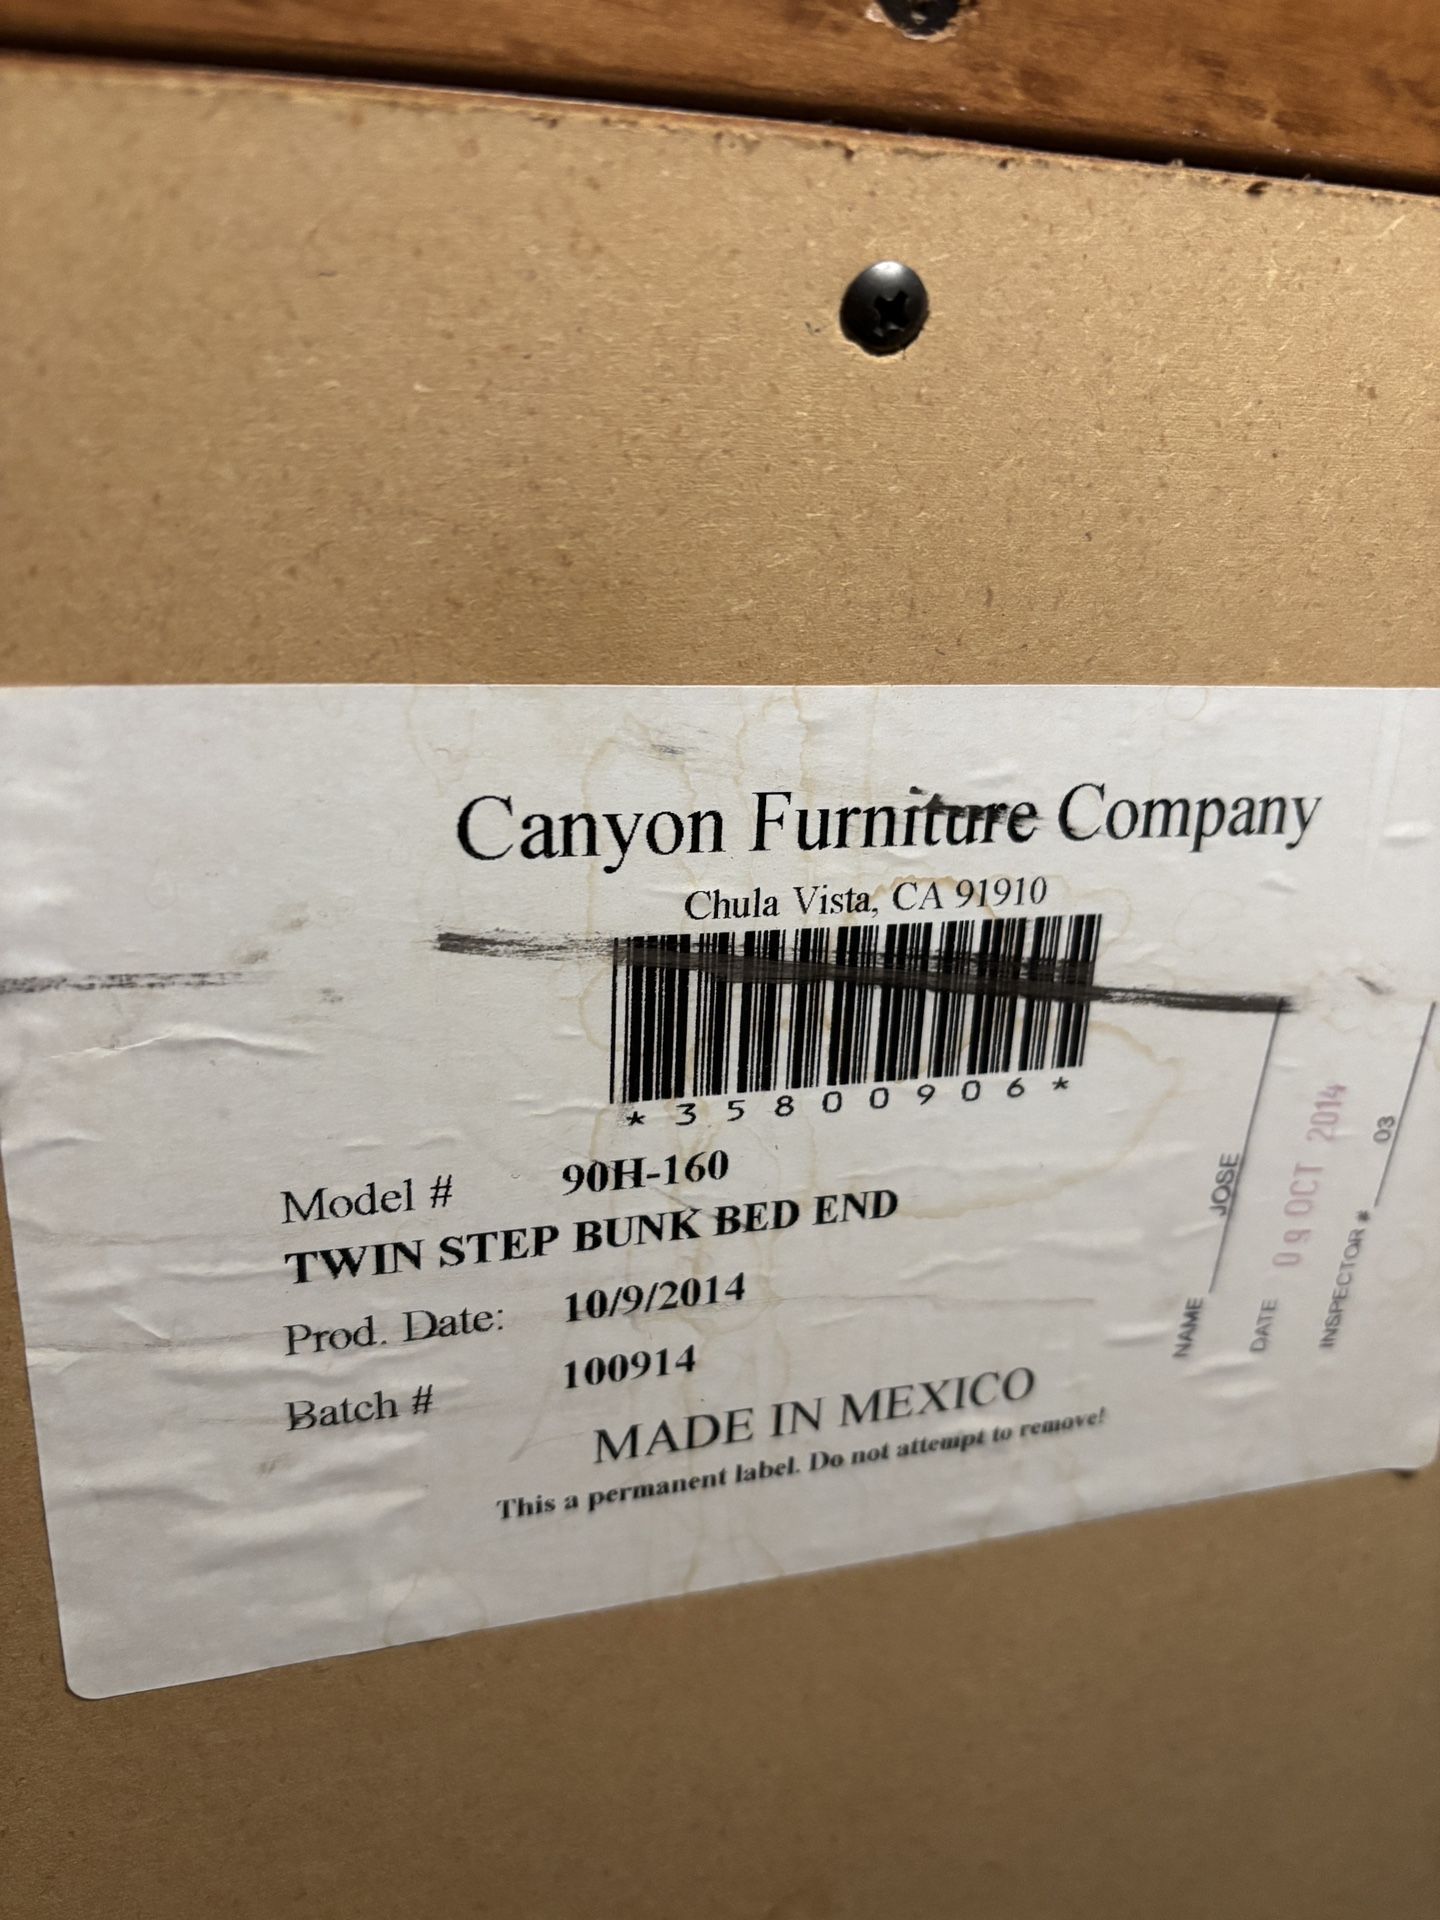 Canyon Furniture Company
Chula Vista, CA 91910
*35800906*
Model # 90H-160
TWIN STEP BUNK BED END
Prod. Date: 10/9/2014
Batch # 100914
MADE IN MEXICO
This a permanent label. Do not attempt to remove!
NAME JOSE
DATE 09 OCT 2014
INSPECTOR # 03